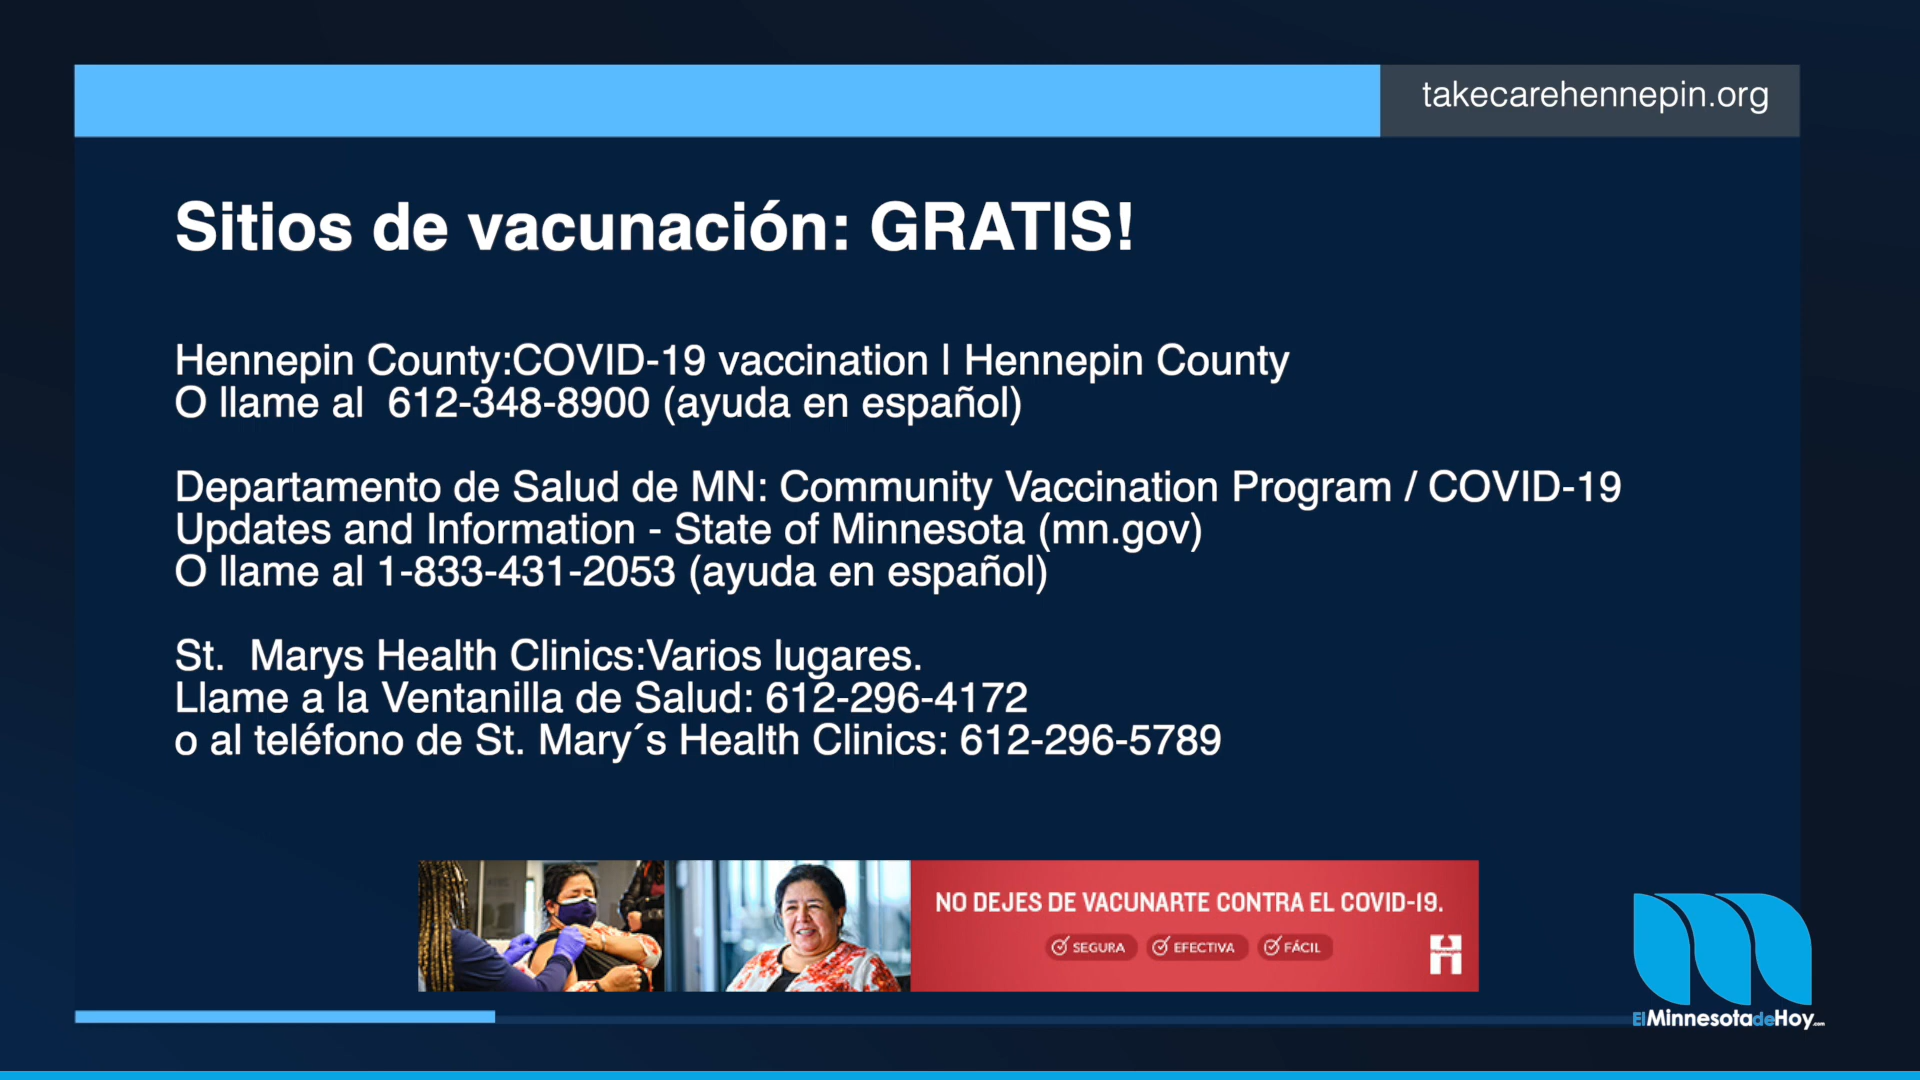 takecarehennepin.org
Sitios de vacunación: GRATIS!
Hennepin County:COVID-19 vaccination | Hennepin County
O llame al  612-348-8900 (ayuda en español)
Departamento de Salud de MN: Community Vaccination Program / COVID-19
Updates and Information - State of Minnesota (mn.gov)
O llame al 1-833-431-2053 (ayuda en español)
St.  Marys Health Clinics:Varios lugares.
Llame a la Ventanilla de Salud: 612-296-4172
o al teléfono de St. Mary´s Health Clinics: 612-296-5789
NO DEJES DE VACUNARTE CONTRA EL COVID-19.
SEGURA EFECTIVA FÁCIL
ElMinnesotadeHoy.com